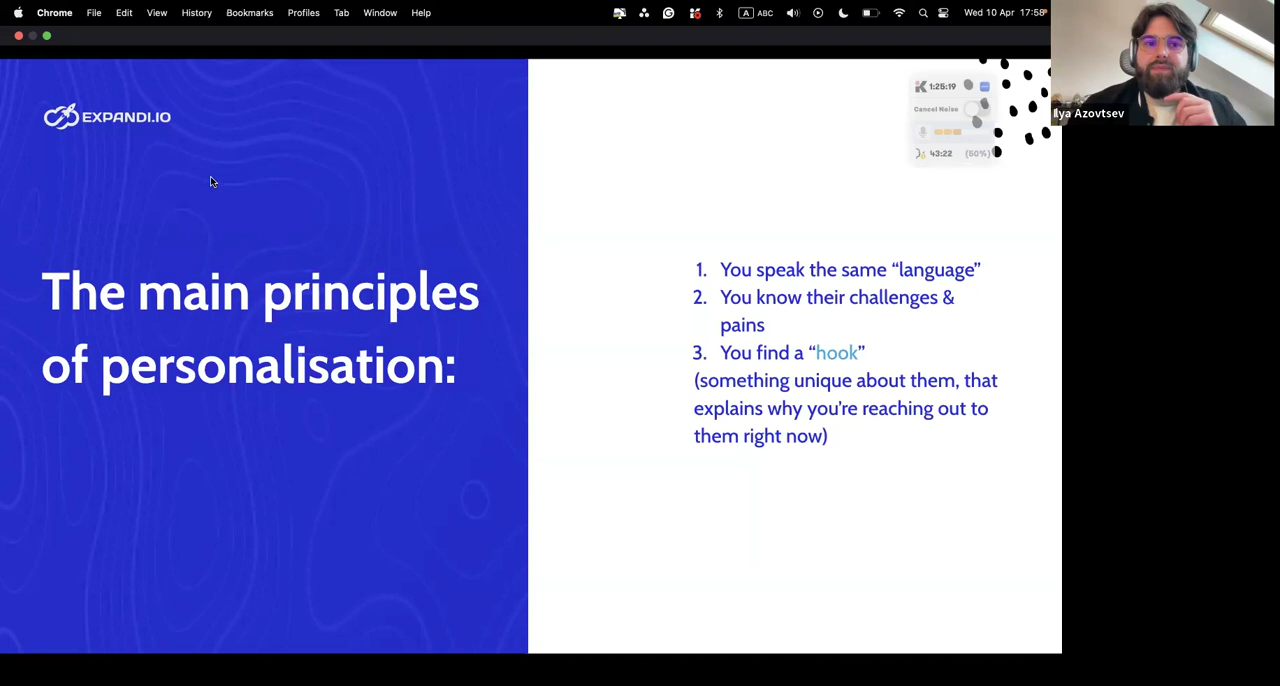 Chrome File Edit View History Bookmarks Profiles Tab Window Help
A ABC
Wed 10 Apr 17:58
EXPANDI.IO
1:25:19
Cancel Noise
43:22 (50%)
Ilya Azovtsev
The main principles
of personalisation:
1. You speak the same “language”
2. You know their challenges &
pains
3. You find a “hook”
(something unique about them, that
explains why you’re reaching out to
them right now)